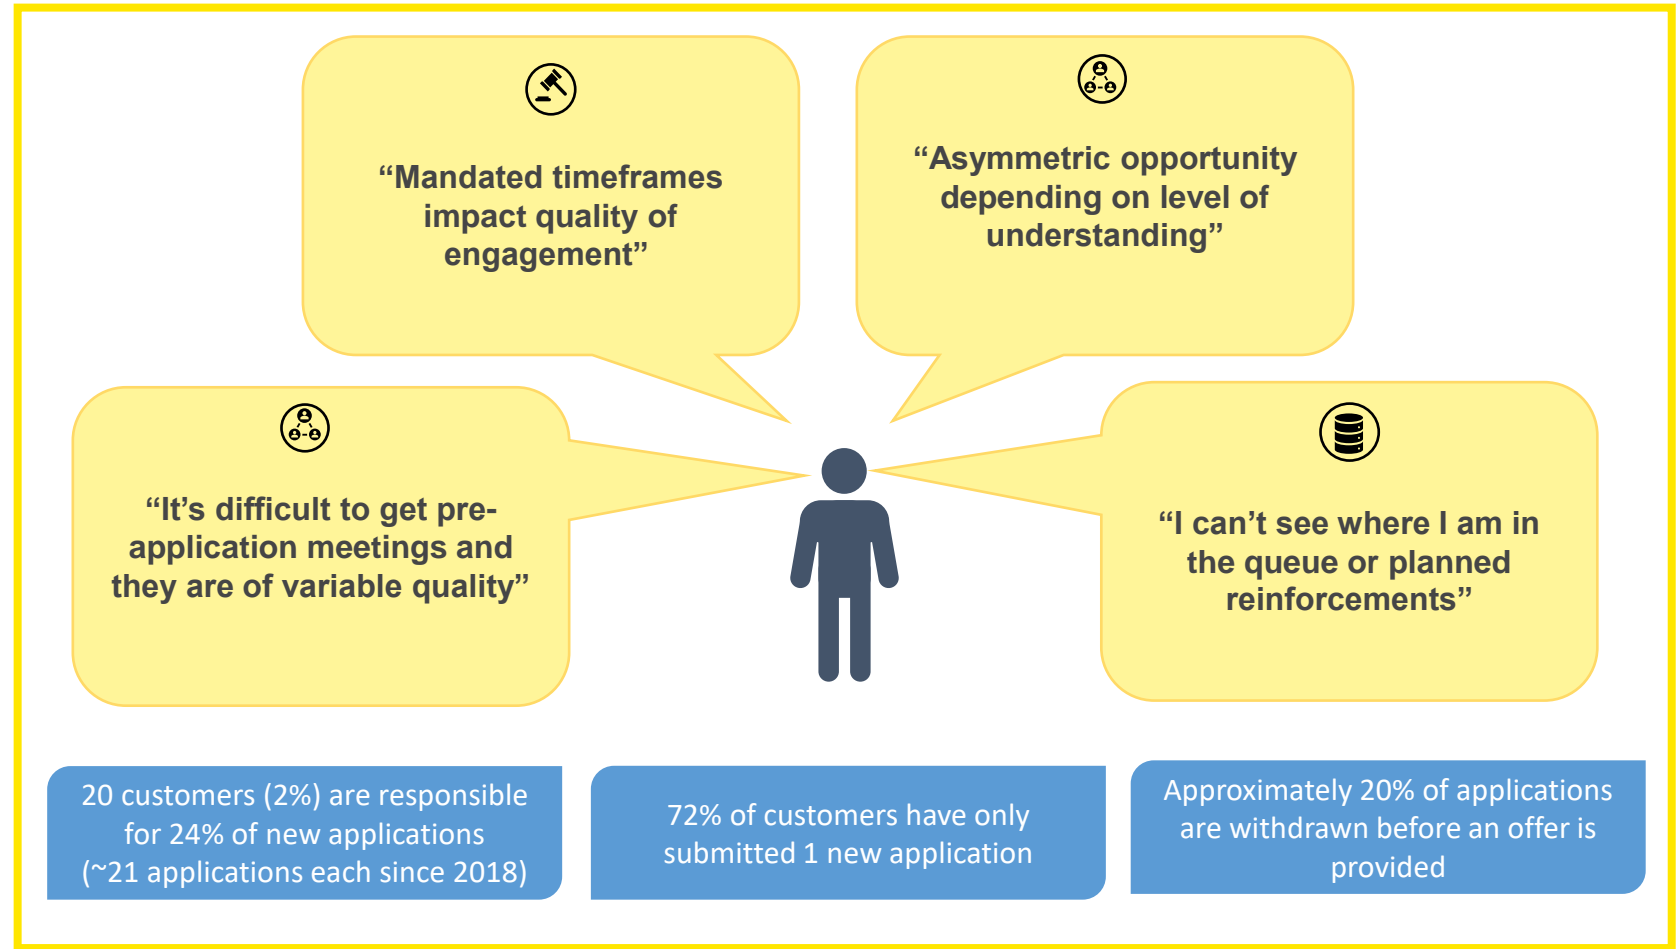 “Mandated timeframes
impact quality of
engagement”
“Asymmetric opportunity
depending on level of
understanding”
“It’s difficult to get pre-
application meetings and
they are of variable quality”
“I can’t see where I am in
the queue or planned
reinforcements”
20 customers (2%) are responsible
for 24% of new applications
(~21 applications each since 2018)
72% of customers have only
submitted 1 new application
Approximately 20% of applications
are withdrawn before an offer is
provided